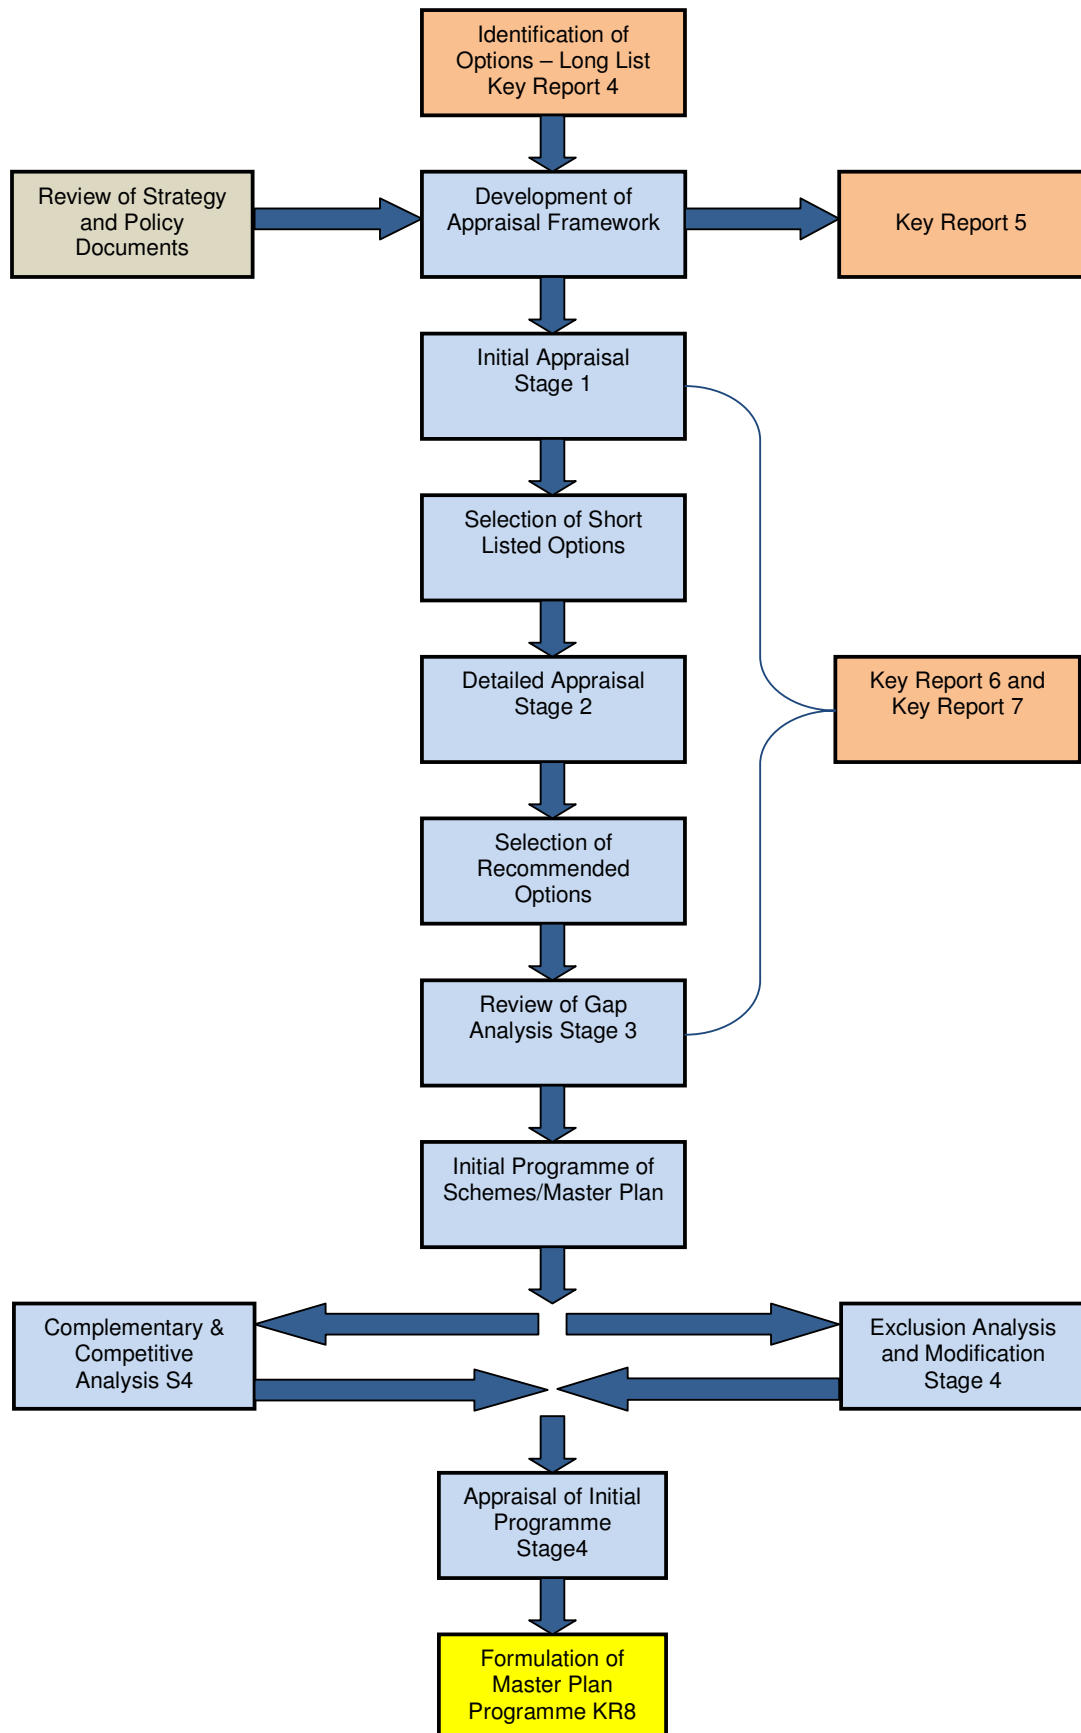 Identification of
Options – Long List
Key Report 4
Review of Strategy
and Policy
Documents
Development of
Appraisal Framework
Key Report 5
Initial Appraisal
Stage 1
Selection of Short
Listed Options
Detailed Appraisal
Stage 2
Key Report 6 and
Key Report 7
Selection of
Recommended
Options
Review of Gap
Analysis Stage 3
Initial Programme of
Schemes/Master Plan
Complementary &
Competitive
Analysis S4
Exclusion Analysis
and Modification
Stage 4
Appraisal of Initial
Programme
Stage4
Formulation of
Master Plan
Programme KR8